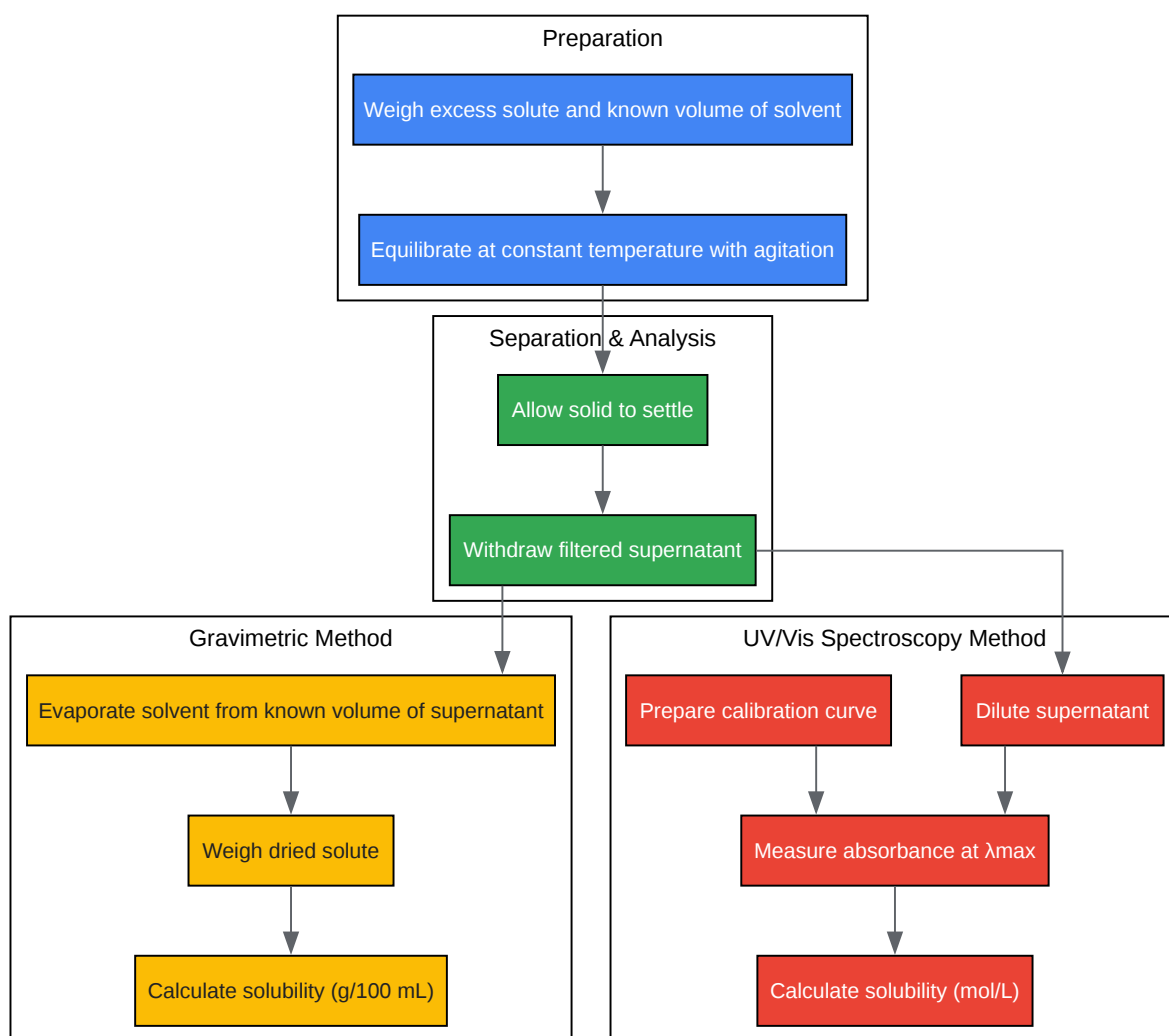 Preparation
Weigh excess solute and known volume of solvent
Equilibrate at constant temperature with agitation
Separation & Analysis
Allow solid to settle
Withdraw filtered supernatant
Gravimetric Method
Evaporate solvent from known volume of supernatant
Weigh dried solute
Calculate solubility (g/100 mL)
UV/Vis Spectroscopy Method
Prepare calibration curve
Dilute supernatant
Measure absorbance at λmax
Calculate solubility (mol/L)